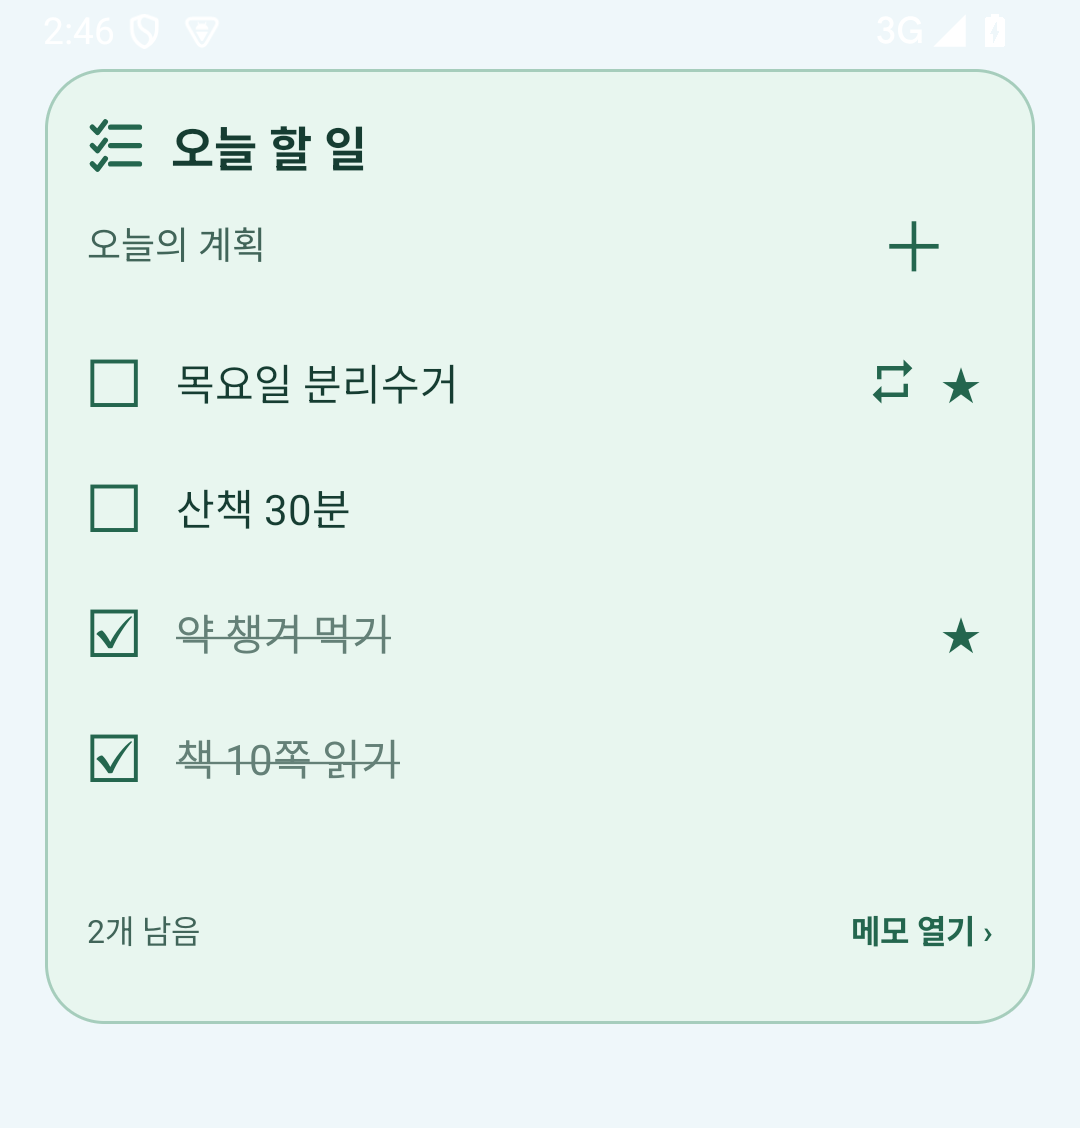 2:46 3G
오늘 할 일
오늘의 계획
목요일 분리수거
산책 30분
약 챙겨 먹기
책 10쪽 읽기
2개 남음 메모 열기 ›